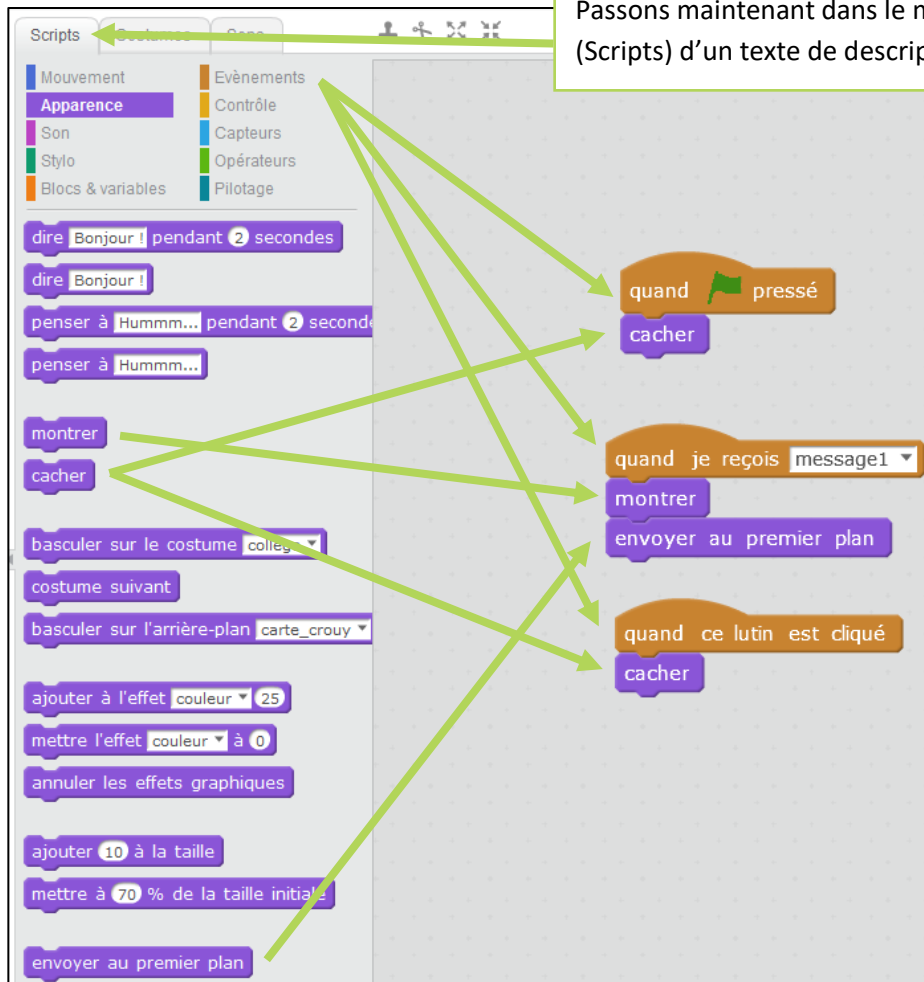 Passons maintenant dans le
(Scripts) d'un texte de
Scripts Costumes Sons
Mouvement
Apparence
Son
Stylo
Blocs & variables
Evènements
Contrôle
Capteurs
Opérateurs
Pilotage
dire Bonjour ! pendant 2 secondes
dire Bonjour !
penser à Hummm... pendant 2
penser à Hummm...
montrer
cacher
basculer sur le costume college
costume suivant
basculer sur l'arrière-plan carte_crouy
ajouter à l'effet couleur 25
mettre l'effet couleur à 0
annuler les effets graphiques
ajouter 10 à la taille
mettre à 70 % de la taille initiale
envoyer au premier plan
quand pressé
cacher
quand je reçois message1
montrer
envoyer au premier plan
quand ce lutin est cliqué
cacher